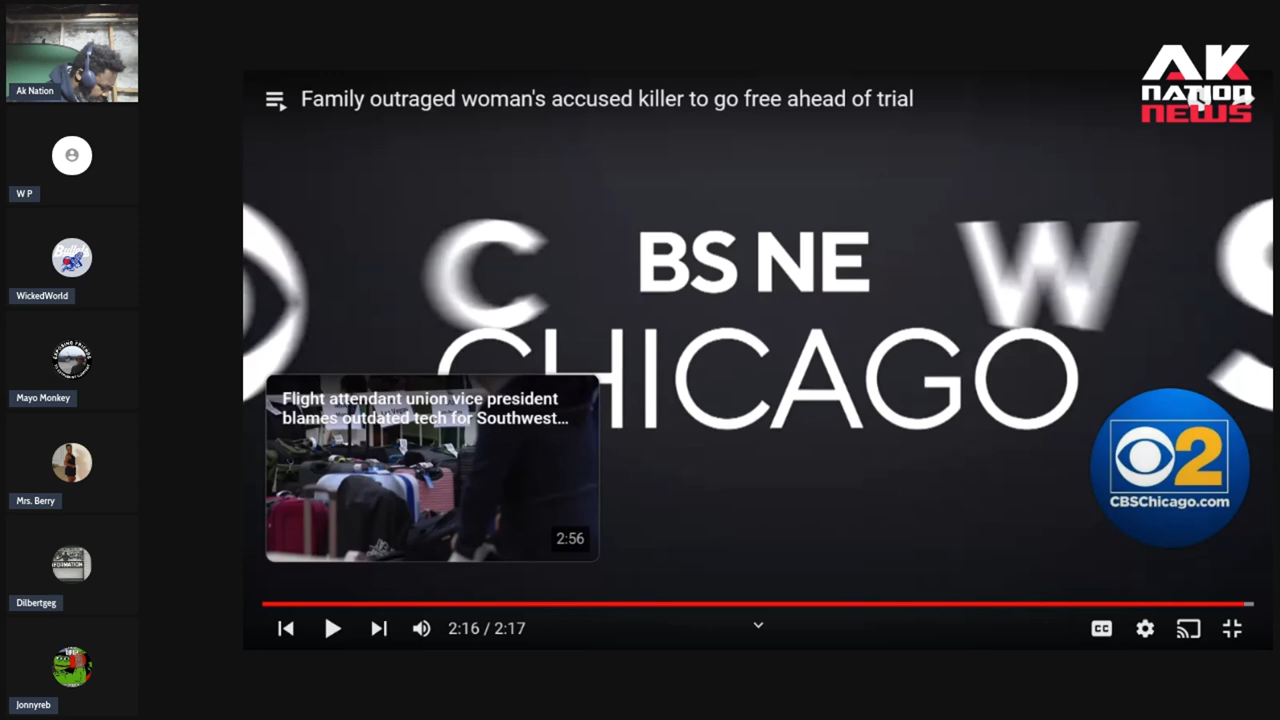 Ak Nation
W P
WickedWorld
Mayo Monkey
Mrs. Berry
Dilbertgeg
Jonnyreb
Family outraged woman's accused killer to go free ahead of trial
AK
NATION
NEWS
C BS NE W S
CHICAGO
Flight attendant union vice president
blames outdated tech for Southwest...
2:56
2
CBSChicago.com
2:16 / 2:17
CC